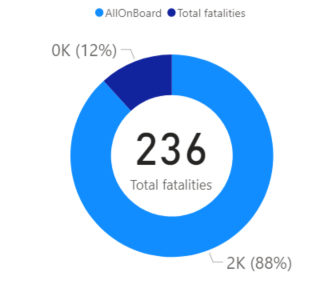 AllOnBoard Total fatalities
0K (12%)
236
Total fatalities
2K (88%)